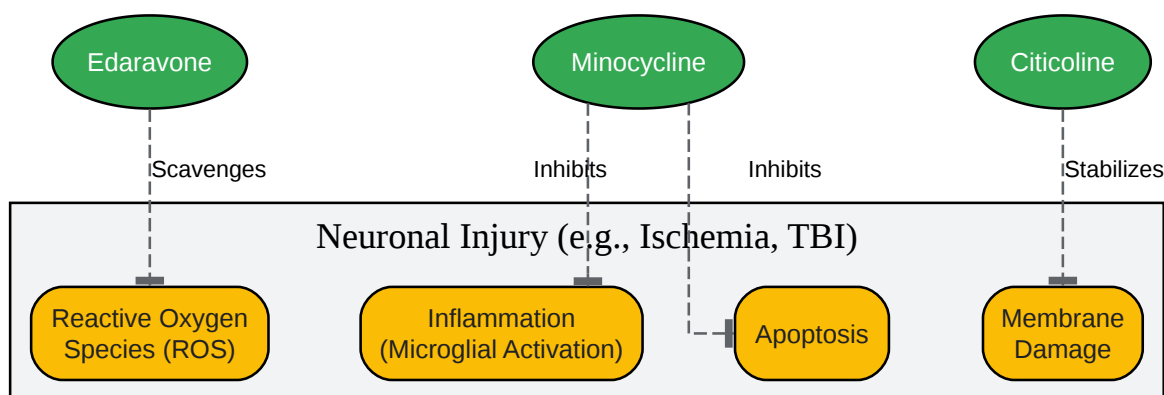 Edaravone
Minocycline
Citicoline
Scavenges
Inhibits
Inhibits
Stabilizes
Neuronal Injury (e.g., Ischemia, TBI)
Reactive Oxygen
Species (ROS)
Inflammation
(Microglial Activation)
Apoptosis
Membrane
Damage